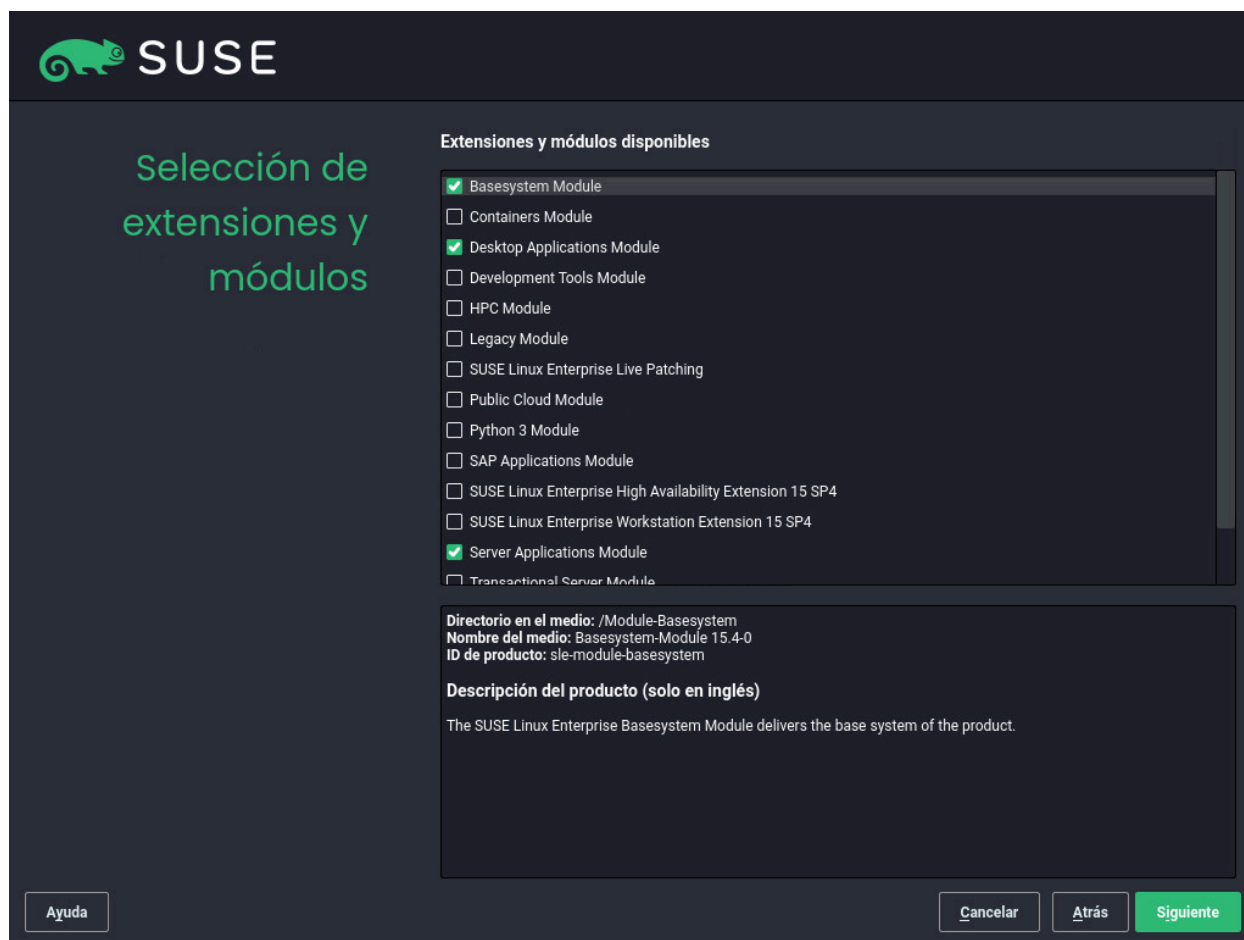 SUSE
Selección de
extensiones y
módulos
Extensiones y módulos disponibles
Basesystem Module
Containers Module
Desktop Applications Module
Development Tools Module
HPC Module
Legacy Module
SUSE Linux Enterprise Live Patching
Public Cloud Module
Python 3 Module
SAP Applications Module
SUSE Linux Enterprise High Availability Extension 15 SP4
SUSE Linux Enterprise Workstation Extension 15 SP4
Server Applications Module
Transactional Server Module
Directorio en el medio: /Module-Basesystem
Nombre del medio: Basesystem-Module 15.4-0
ID de producto: sle-module-basesystem
Descripción del producto (solo en inglés)
The SUSE Linux Enterprise Basesystem Module delivers the base system of the product.
Ayuda
Cancelar
Atrás
Siguiente